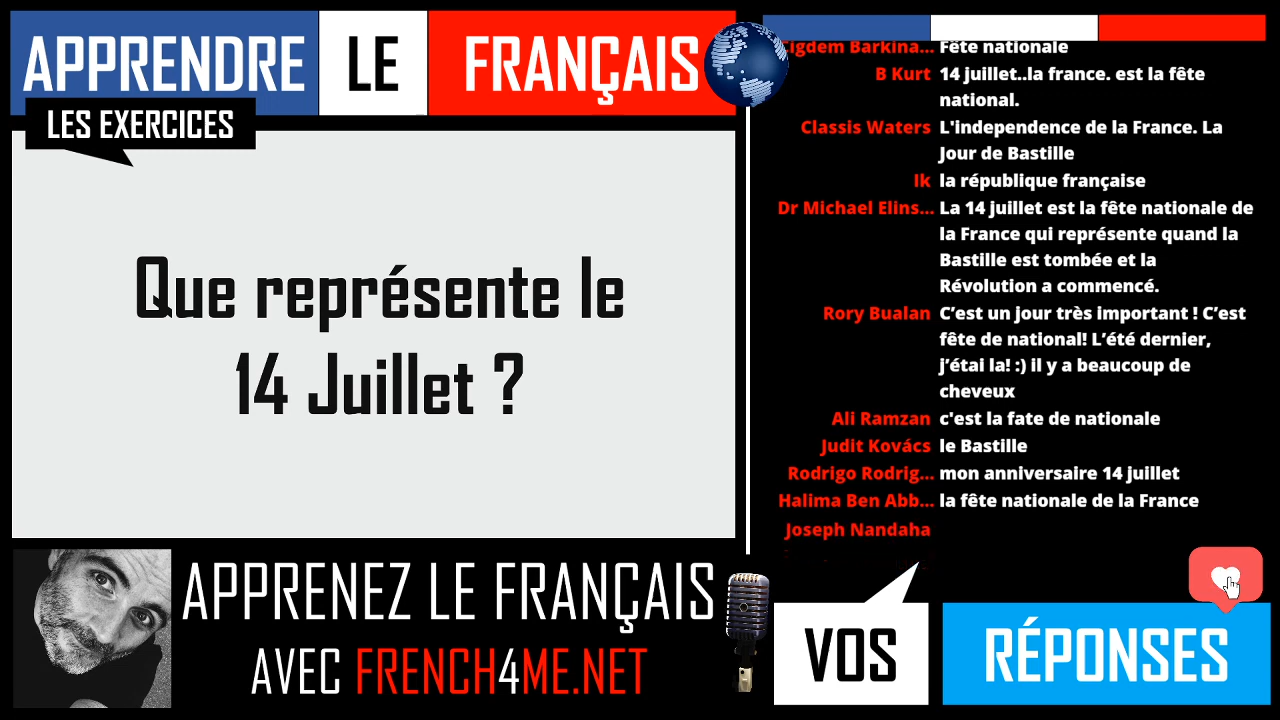 APPRENDRE LE FRANÇAIS
LES EXERCICES
Que représente le
14 Juillet ?
APPRENEZ LE FRANÇAIS
AVEC FRENCH4ME.NET
Barkina... Fête nationale
B Kurt 14 juillet..la france. est la fête
national.
Classis Waters L'independence de la France. La
Jour de Bastille
Ik la république française
Dr Michael Elins... La 14 juillet est la fête nationale de
la France qui représente quand la
Bastille est tombée et la
Révolution a commencé.
Rory Bualan C’est un jour très important ! C’est
fête de national! L’été dernier,
j’étai la! :) il y a beaucoup de
cheveux
Ali Ramzan c'est la fate de nationale
Judit Kovács le Bastille
Rodrigo Rodrig... mon anniversaire 14 juillet
Halima Ben Abb... la fête nationale de la France
Joseph Nandaha
VOS RÉPONSES